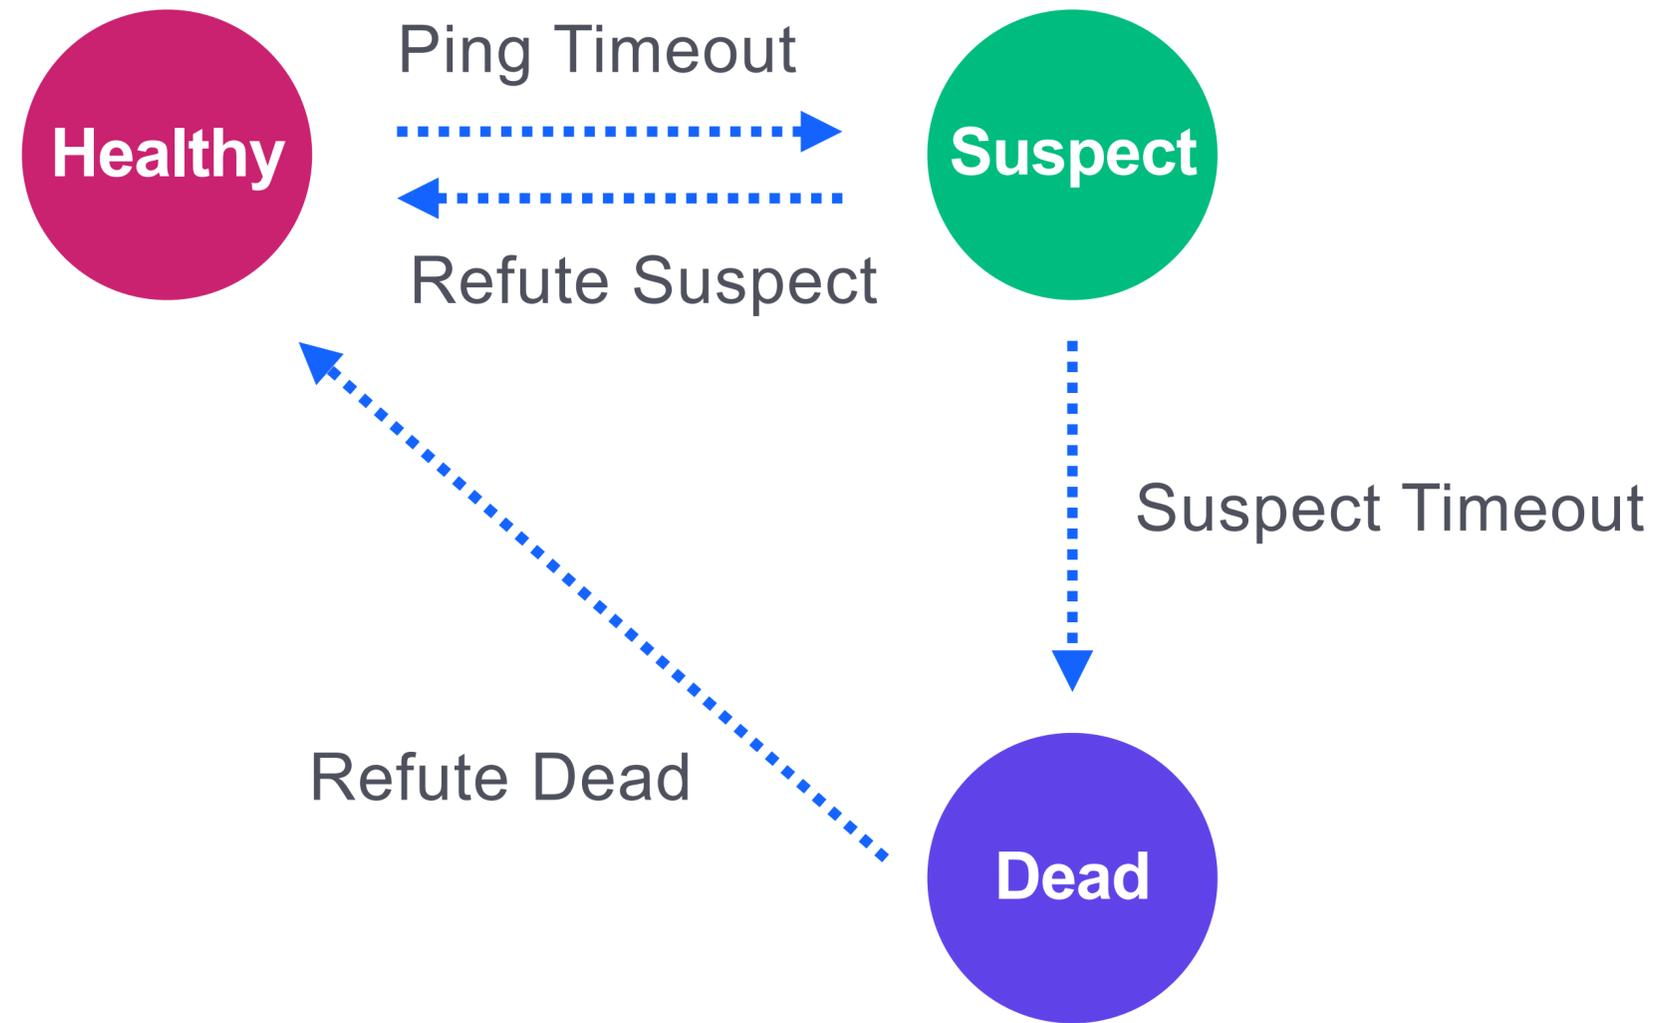 Ping Timeout
Healthy
Suspect
Refute Suspect
Suspect Timeout
Refute Dead
Dead